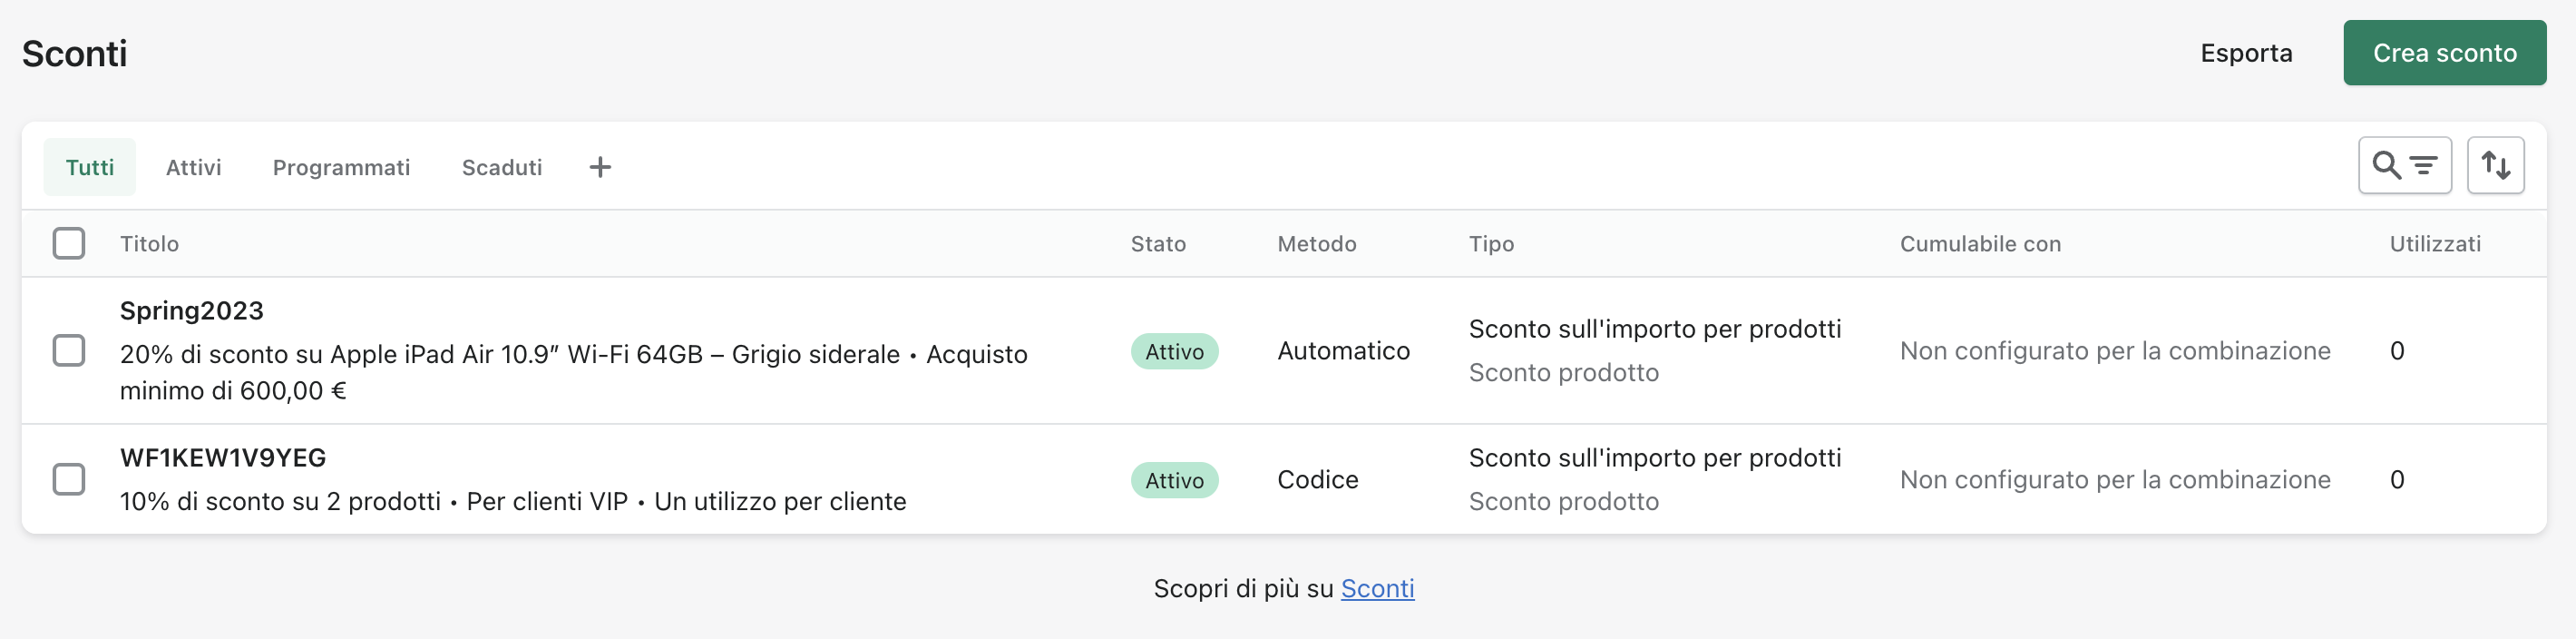 Sconti
Esporta
Crea sconto
Tutti
Attivi
Programmati
Scaduti
Titolo
Stato
Metodo
Tipo
Cumulabile con
Utilizzati
Spring2023
20% di sconto su Apple iPad Air 10.9” Wi-Fi 64GB – Grigio siderale • Acquisto
minimo di 600,00 €
Attivo
Automatico
Sconto sull'importo per prodotti
Sconto prodotto
Non configurato per la combinazione
0
WF1KEW1V9YEG
10% di sconto su 2 prodotti • Per clienti VIP • Un utilizzo per cliente
Attivo
Codice
Sconto sull'importo per prodotti
Sconto prodotto
Non configurato per la combinazione
0
Scopri di più su Sconti